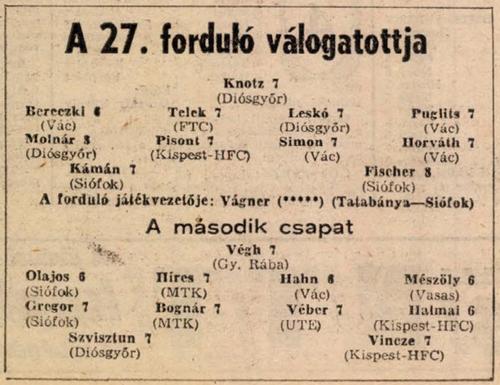 A 27. forduló válogatottja
Knotz 7
(Diósgyőr)
Bereczki 6 Telek 7 Leskó 7 Puglits 7
(Vác) (FTC) (Diósgyőr) (Vác)
Molnár 8 Pisont 7 Simon 7 Horváth 7
(Diósgyőr) (Kispest-HFC) (Vác) (Vác)
Kámán 7 Fischer 8
(Siófok) (Siófok)
A forduló játékvezetője: Vágner (*****) (Tatabánya—Siófok)
A második csapat
Végh 7
(Gy. Rába)
Olajos 6 Híres 7 Hahn 6 Mészöly 6
(Siófok) (MTK) (Vác) (Vasas)
Gregor 7 Bognár 7 Véber 7 Halmai 6
(Siófok) (MTK) (UTE) (Kispest-HFC)
Szvisztun 7 Vincze 7
(Diósgyőr) (Kispest-HFC)